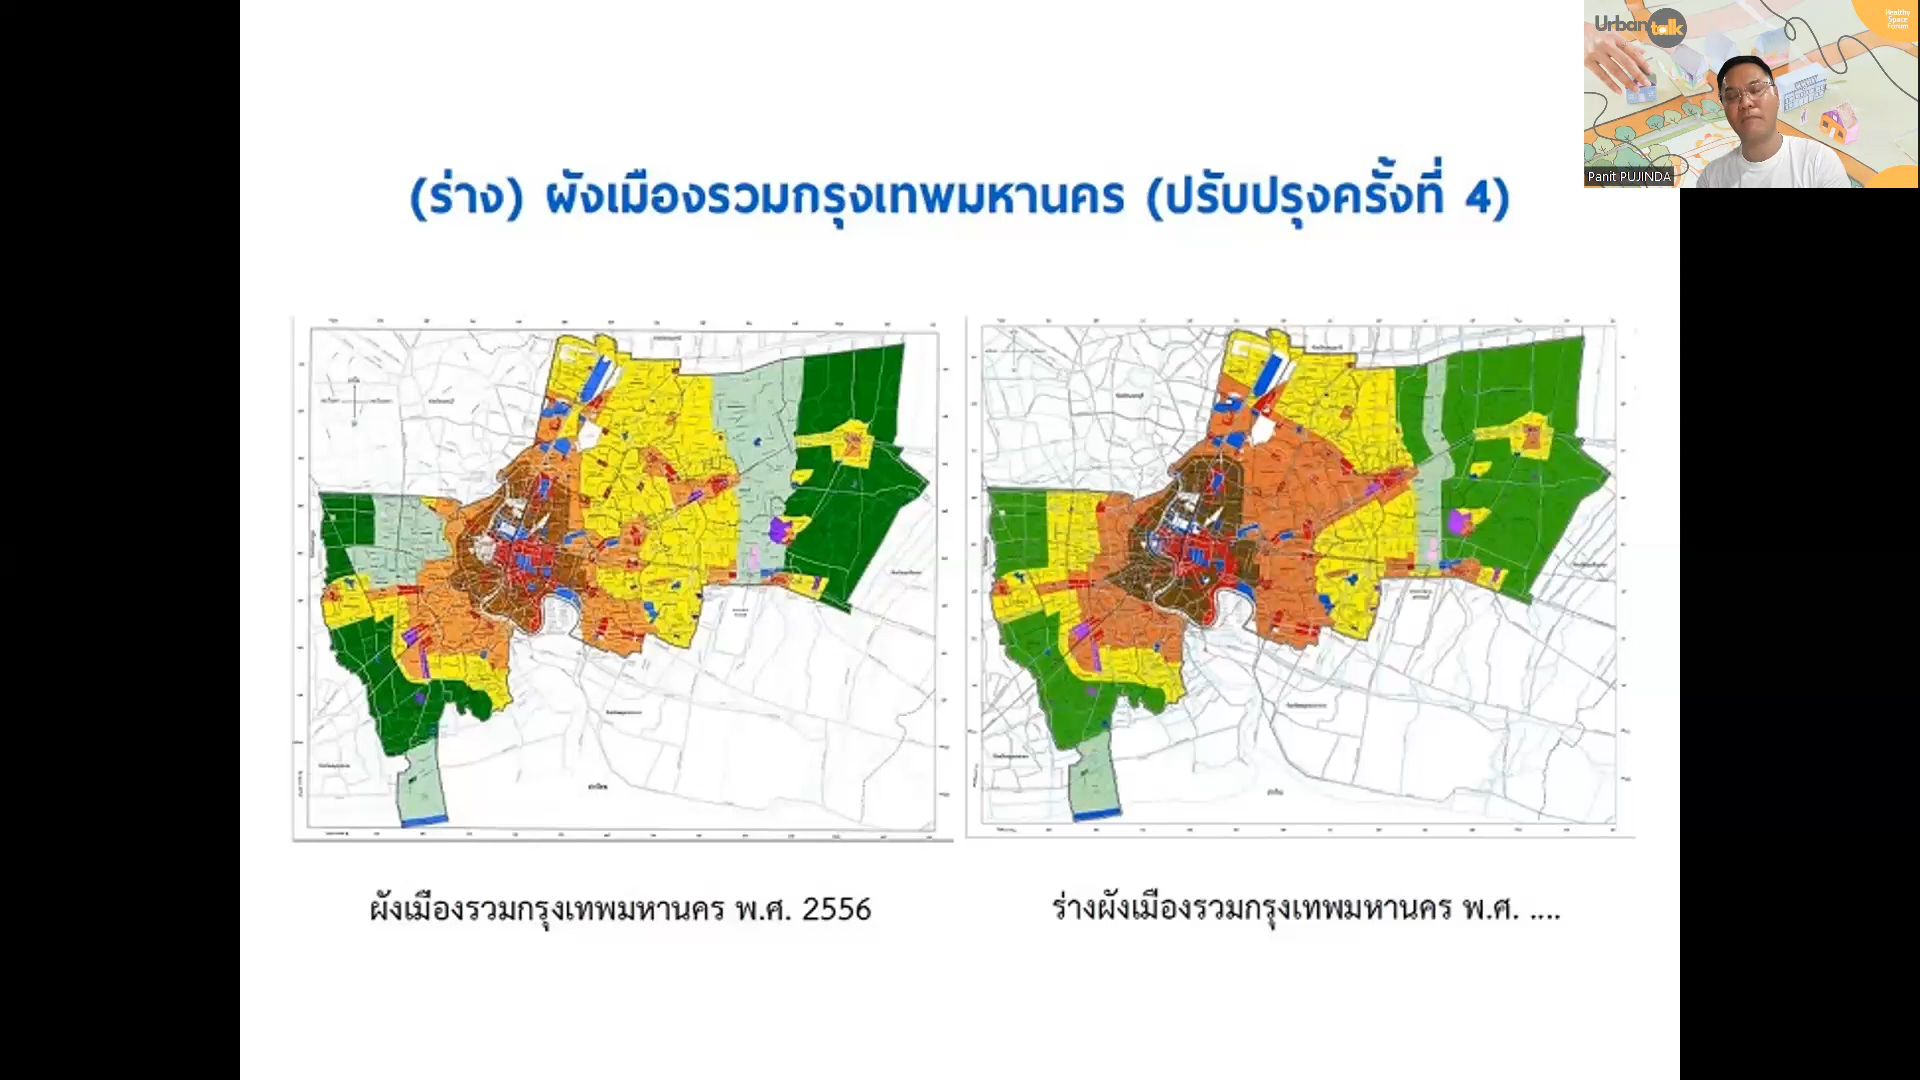 Urban talk
Healthy
Space
Forum
Panit PUJINDA
(ร่าง) ผังเมืองรวมกรุงเทพมหานคร (ปรับปรุงครั้งที่ 4)
ผังเมืองรวมกรุงเทพมหานคร พ.ศ. 2556
ร่างผังเมืองรวมกรุงเทพมหานคร พ.ศ. ....